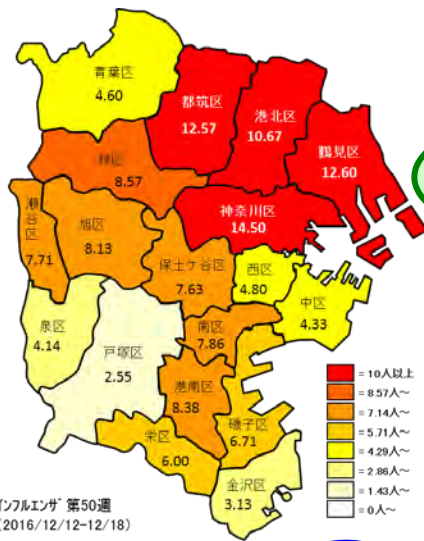 青葉区
4.60
都筑区
12.57
港北区
10.67
鶴見区
12.60
緑区
8.57
神奈川区
14.50
瀬谷区
7.71
旭区
8.13
保土ケ谷区
7.63
西区
4.80
中区
4.33
泉区
4.14
戸塚区
2.55
南区
7.86
港南区
8.38
磯子区
6.71
栄区
6.00
金沢区
3.13
=10人以上
=8.57人~
=7.14人~
=5.71人~
=4.29人~
=2.86人~
=1.43人~
=0人~
インフルエンザ 第50週
(2016/12/12-12/18)